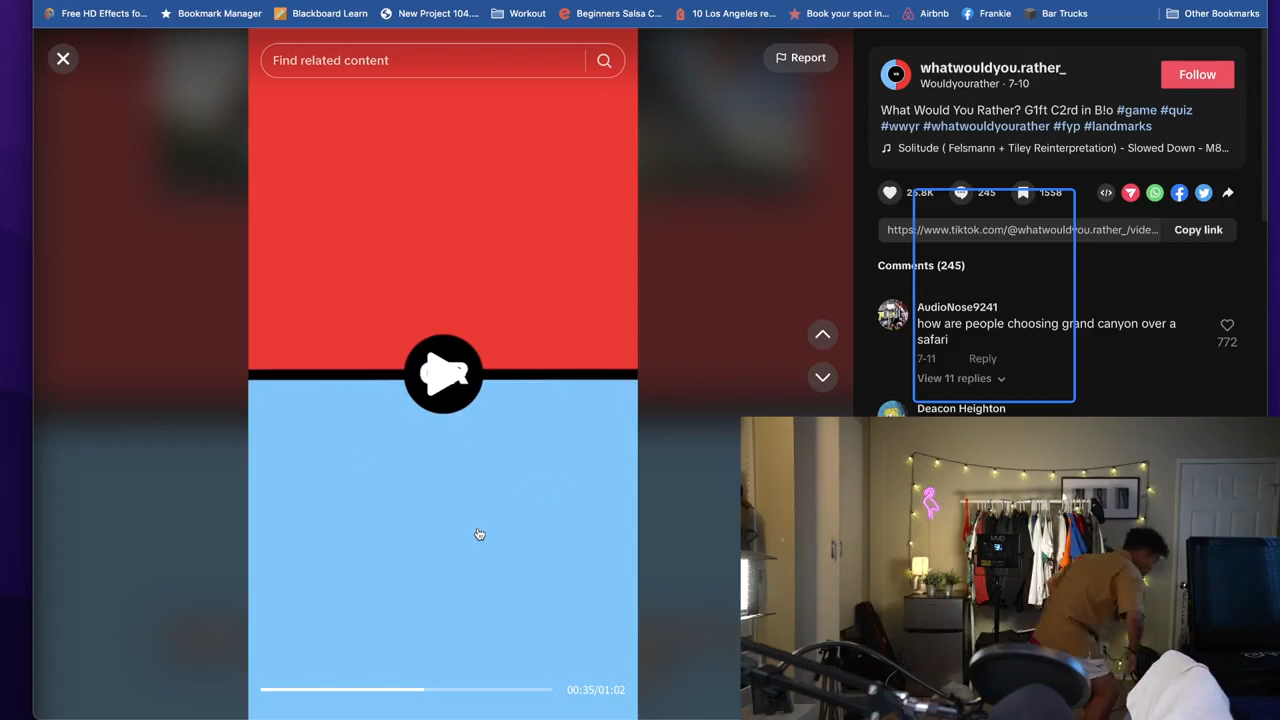 Free HD Effects fo...
Bookmark Manager
Blackboard Learn
New Project 104....
Workout
Beginners Salsa C...
10 Los Angeles re...
Book your spot in...
Airbnb
Frankie
Bar Trucks
Other Bookmarks
Find related content
Report
whatwouldyou.rather_
Wouldyourather · 7-10
Follow
What Would You Rather? G1ft C2rd in B!o #game #quiz
#wwyr #whatwouldyourather #fyp #landmarks
Solitude ( Felsmann + Tiley Reinterpretation) - Slowed Down - M8...
245
1558
https://www.tiktok.com/@whatwouldyou.rather_/vide...
Copy link
Comments (245)
AudioNose9241
how are people choosing grand canyon over a
safari
772
7-11
Reply
View 11 replies
Deacon Heighton
00:35/01:02